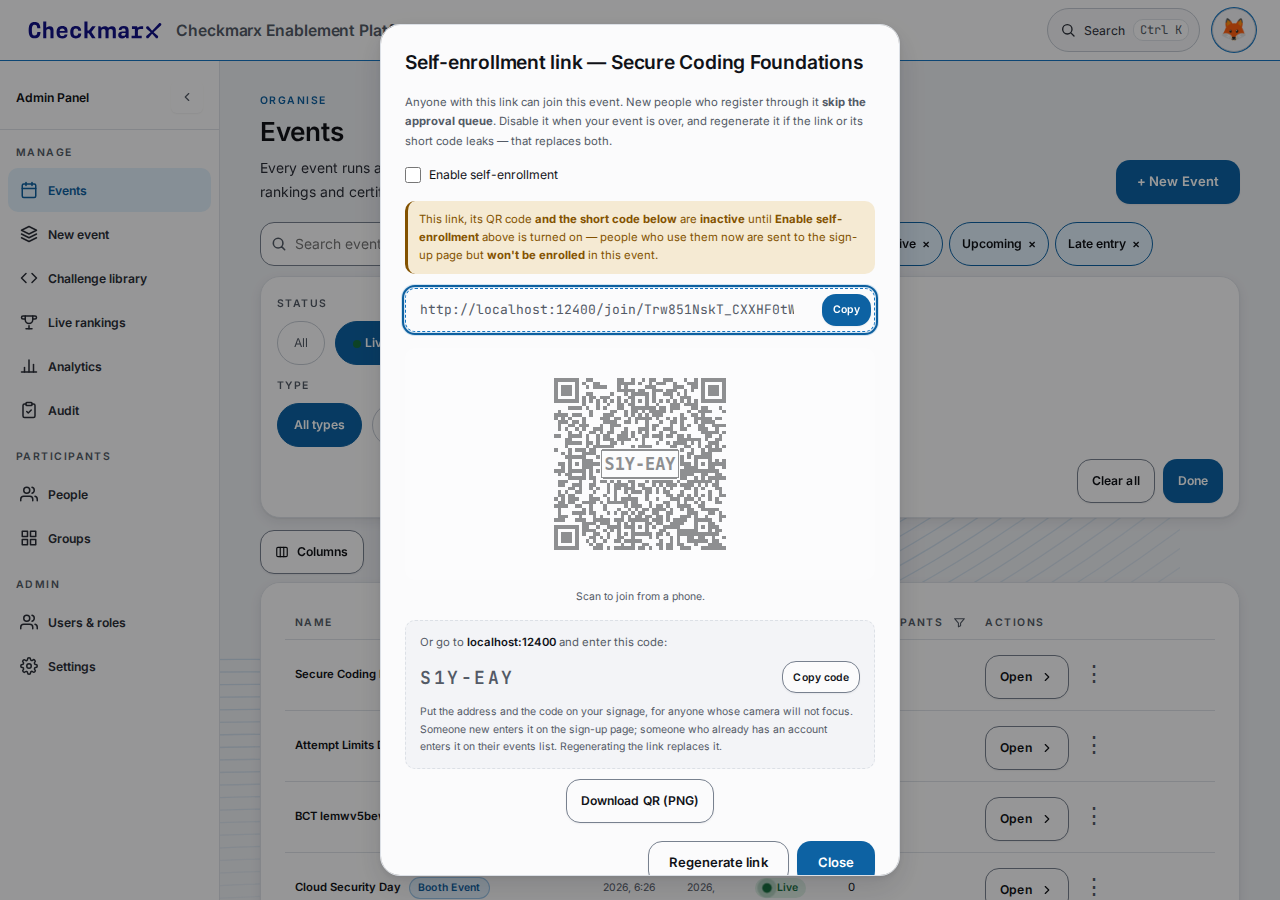 Checkmarx
Checkmarx Enablement
Search Ctrl K
Admin Panel
MANAGE
Events
New event
Challenge library
Live rankings
Analytics
Audit
PARTICIPANTS
People
Groups
ADMIN
Users & roles
Settings
ORGANISE
Events
Every event runs
rankings and
+ New Event
Search
Upcoming ×
Late entry ×
STATUS
All
TYPE
All types
Clear all
Done
Columns
NAME
ACTIONS
Secure Coding
Open
Attempt Limits
Open
BCT
Open
Cloud Security Day Booth Event 2026, 6:26 2026, Live 0 Open
Self-enrollment link — Secure Coding Foundations
Anyone with this link can join this event. New people who register through it skip the
approval queue. Disable it when your event is over, and regenerate it if the link or its
short code leaks — that replaces both.
Enable self-enrollment
This link, its QR code and the short code below are inactive until Enable self-
enrollment above is turned on — people who use them now are sent to the sign-
up page but won't be enrolled in this event.
http://localhost:12400/join/Trw851NskT_CXXHF0tW
Copy
S1Y-EAY
Scan to join from a phone.
Or go to localhost:12400 and enter this code:
S1Y-EAY
Copy code
Put the address and the code on your signage, for anyone whose camera will not focus.
Someone new enters it on the sign-up page; someone who already has an account
enters it on their events list. Regenerating the link replaces it.
Download QR (PNG)
Regenerate link
Close